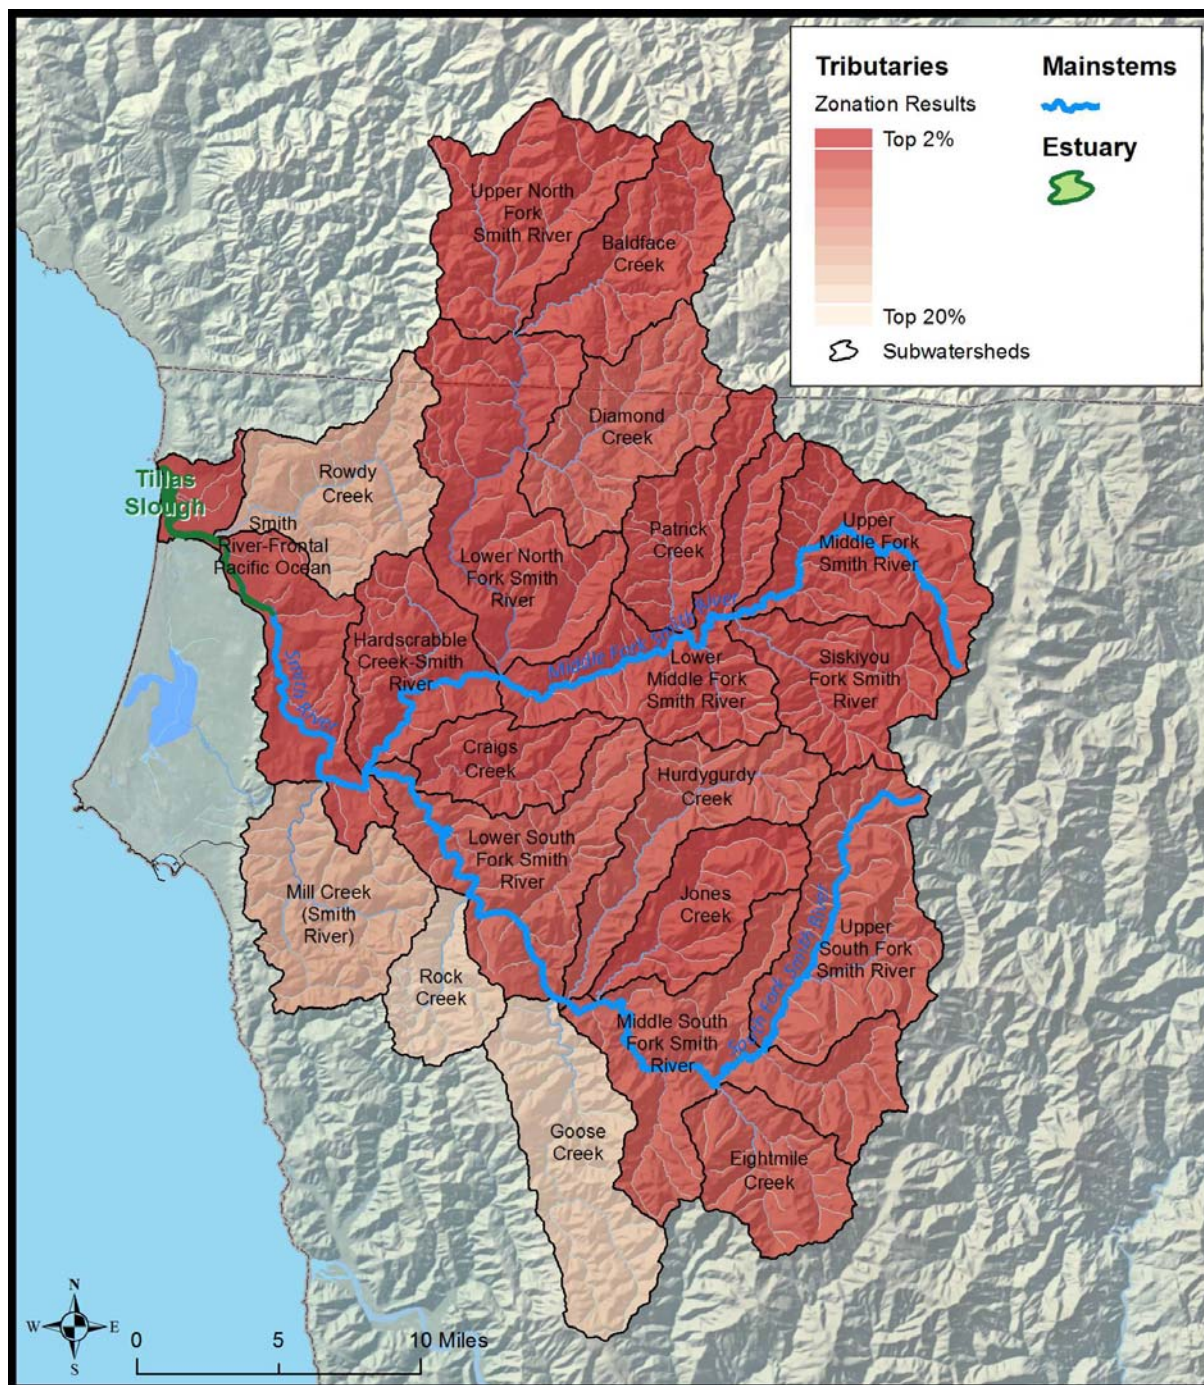 Tributaries
Zonation Results
Top 2%
Top 20%
Subwatersheds
Mainstems
Estuary
Upper North
Fork
Smith River
Baldface
Creek
Diamond
Creek
Rowdy
Creek
Tillas
Slough
Smith
River-Frontal
Pacific Ocean
Lower North
Fork Smith
River
Patrick
Creek
Upper
Middle Fork
Smith River
Hardscrabble
Creek-Smith
River
Middle Fork Smith River
Lower
Middle Fork
Smith River
Siskiyou
Fork Smith
River
Smith River
Craigs
Creek
Hurdygurdy
Creek
Lower South
Fork Smith
River
Jones
Creek
Mill Creek
(Smith
River)
Upper
South Fork
Smith River
South Fork Smith River
Rock
Creek
Middle South
Fork Smith
River
Goose
Creek
Eightmile
Creek
N
W E
S
0 5 10 Miles